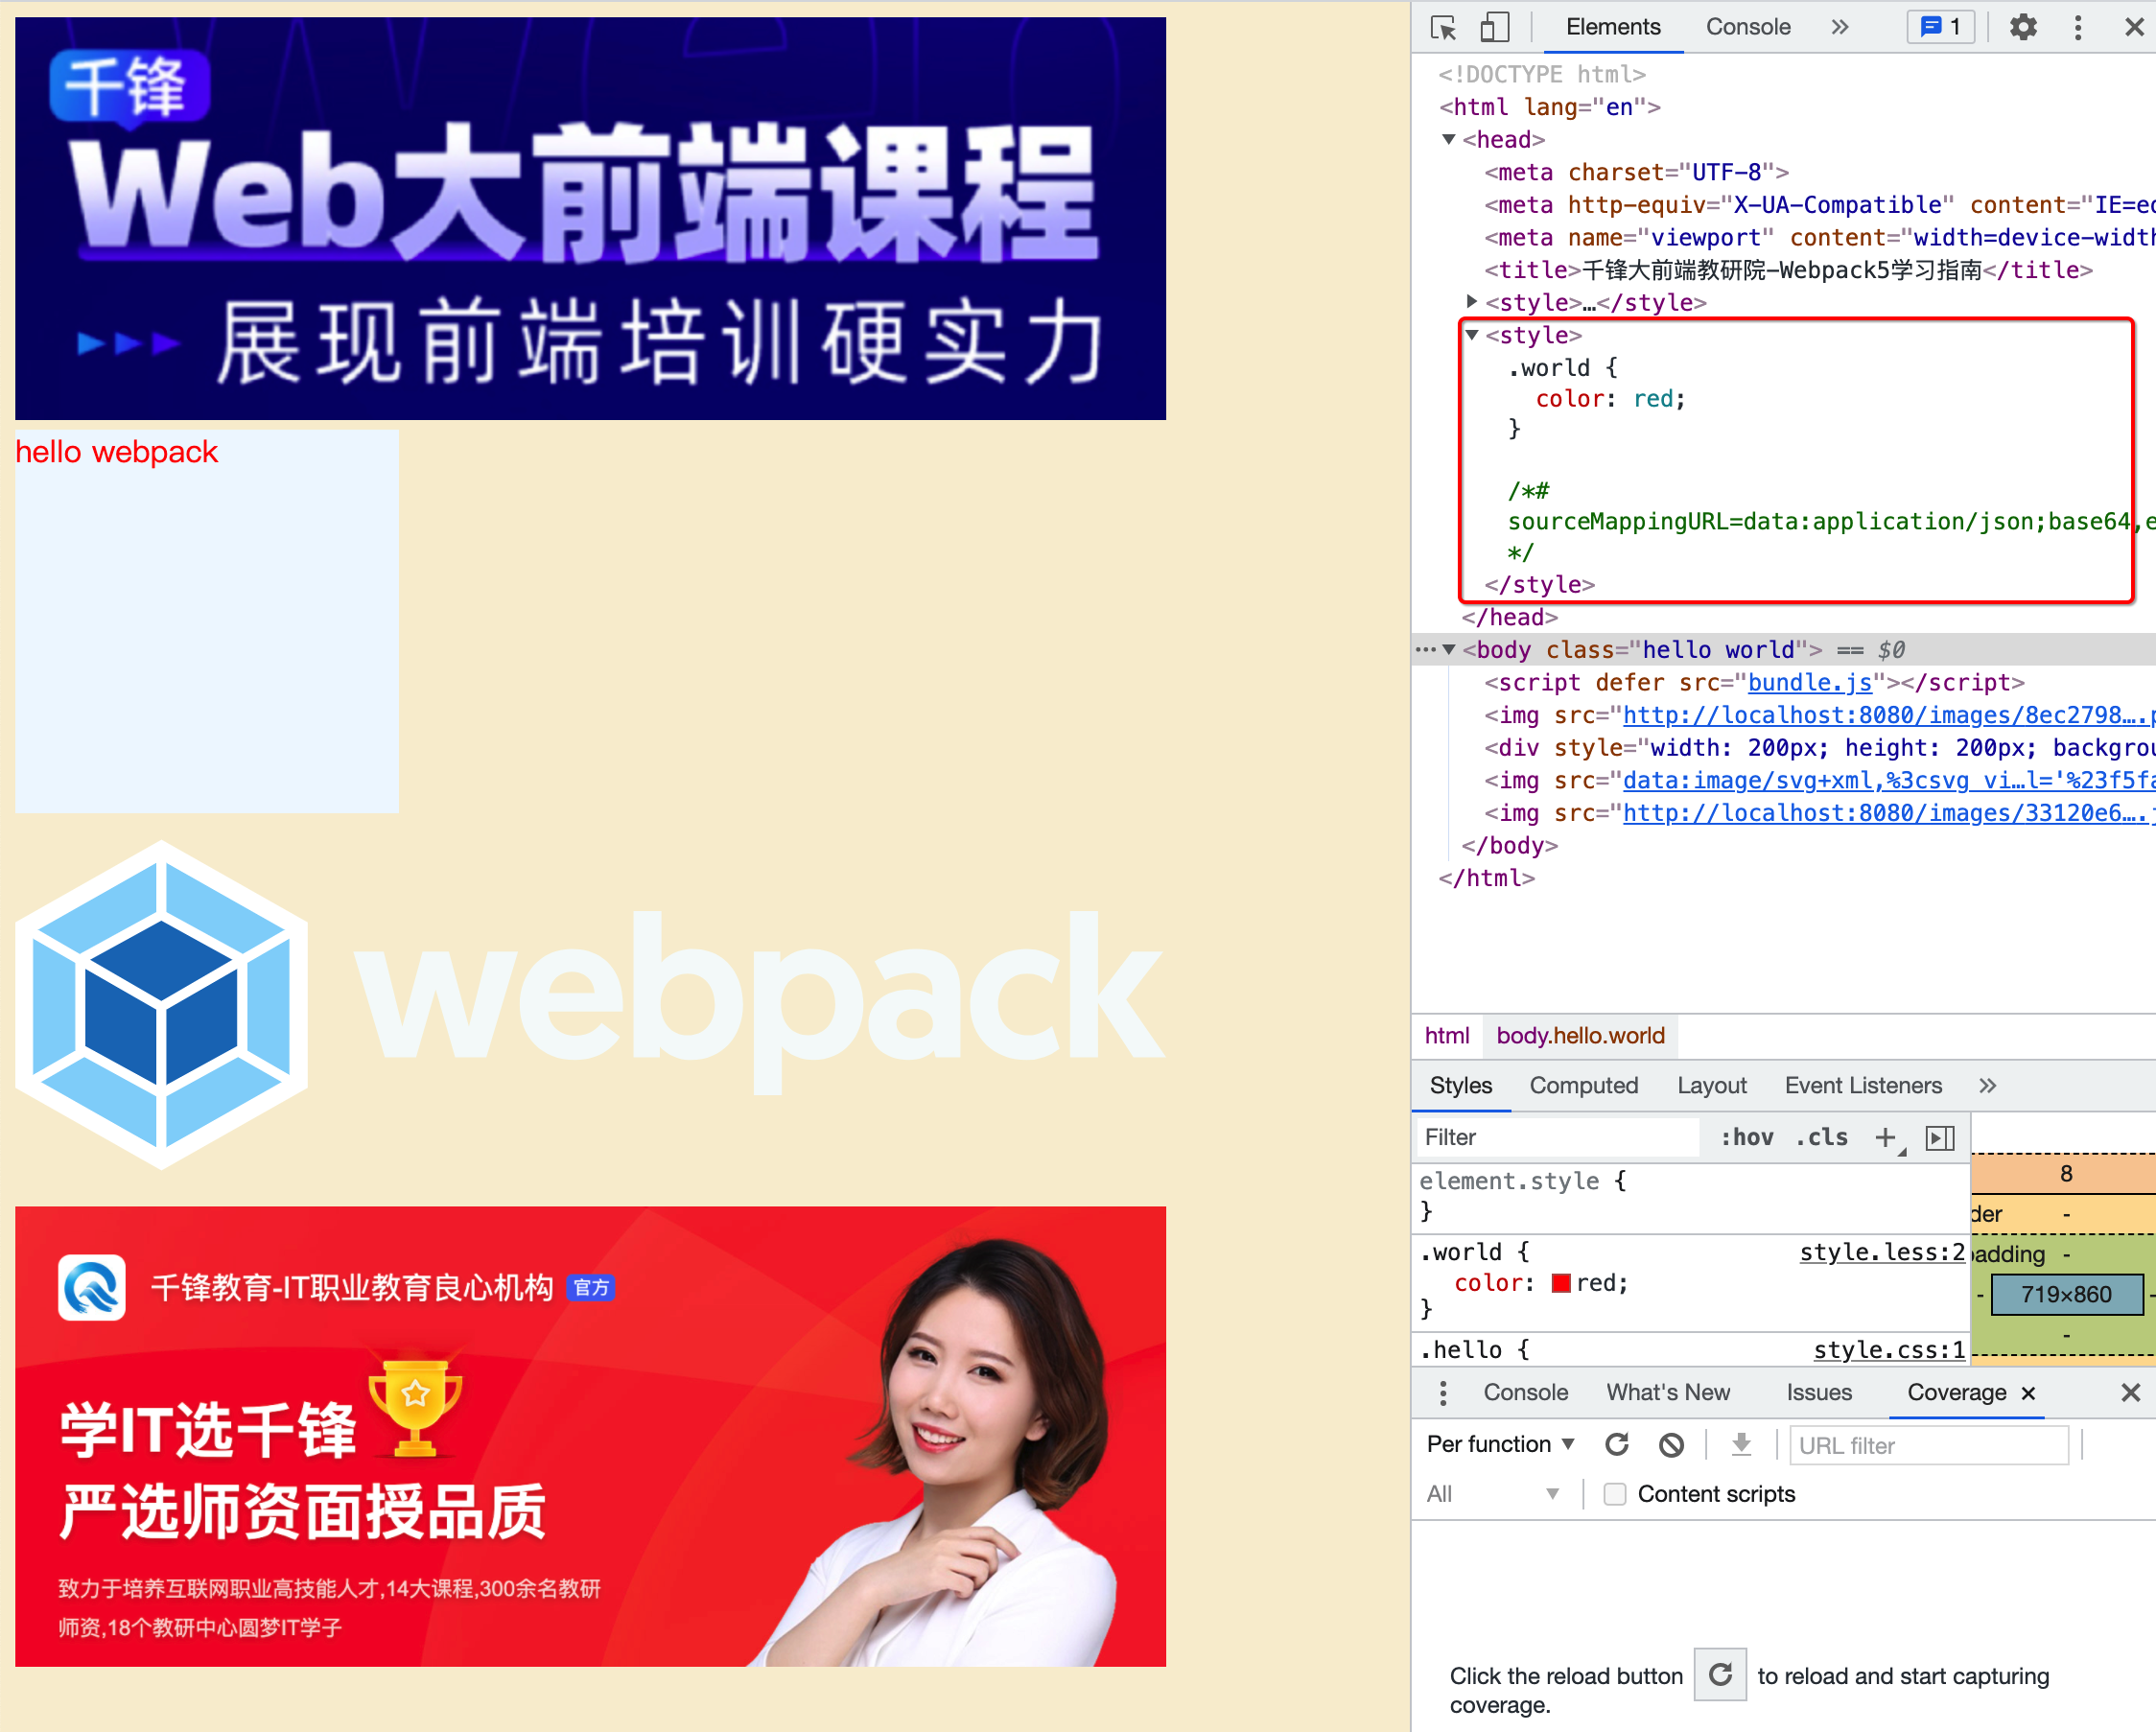 千锋
Web大前端课程
展现前端培训硬实力
hello webpack
webpack
千锋教育-IT职业教育良心机构 官方
学IT选千锋
严选师资面授品质
致力于培养互联网职业高技能人才,14大课程,300余名教研
师资,18个教研中心圆梦IT学子
Elements Console 1
<!DOCTYPE html>
<html lang="en">
<head>
<meta charset="UTF-8">
<meta http-equiv="X-UA-Compatible" content="IE=ed
<meta name="viewport" content="width=device-width
<title>千锋大前端教研院-Webpack5学习指南</title>
<style>…</style>
<style>
.world {
color: red;
}
/*#
sourceMappingURL=data:application/json;base64,e
*/
</style>
</head>
<body class="hello world"> == $0
<script defer src="bundle.js"></script>
<img src="http://localhost:8080/images/8ec2798….p
<div style="width: 200px; height: 200px; backgrou
<img src="data:image/svg+xml,%3csvg vi…l='%23f5fa
<img src="http://localhost:8080/images/33120e6….j
</body>
</html>
html body.hello.world
Styles Computed Layout Event Listeners
Filter :hov .cls +
element.style {
}
.world { style.less:2
color: red;
}
.hello { style.css:1
8
der -
padding -
- 719×860 -
-
Console What's New Issues Coverage
Per function URL filter
All Content scripts
Click the reload button to reload and start capturing
coverage.